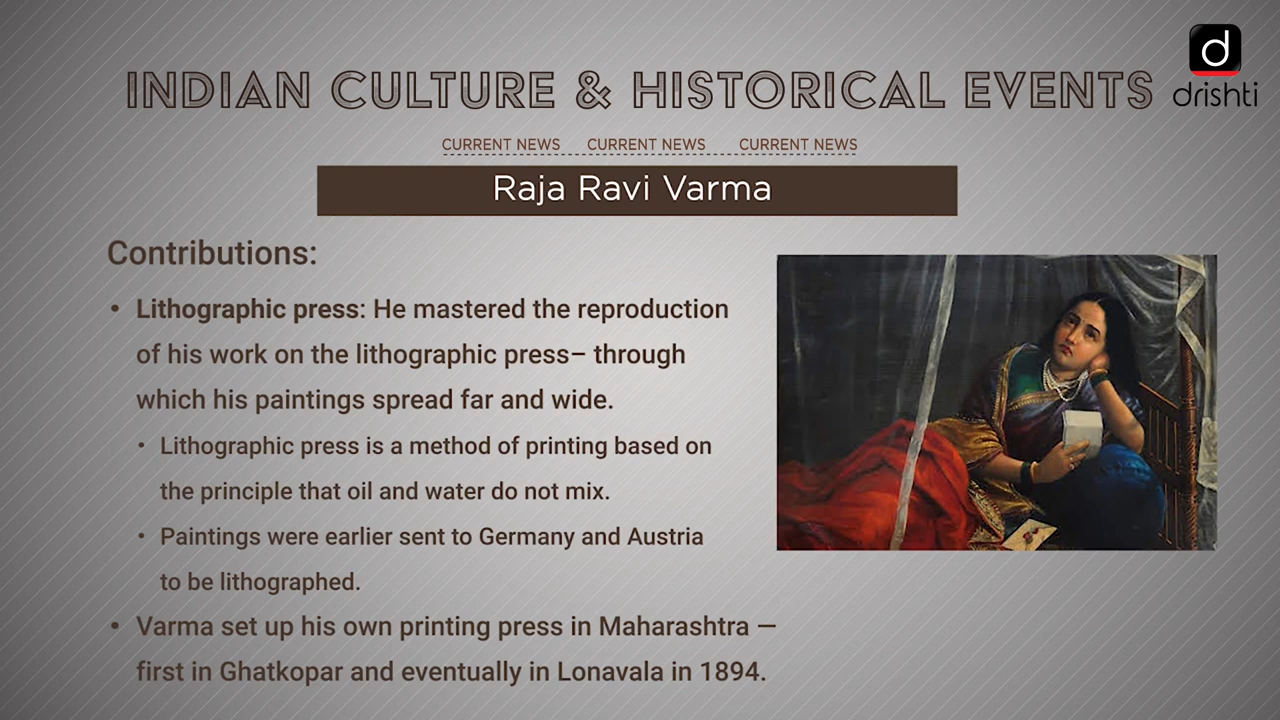 INDIAN CULTURE & HISTORICAL EVENTS
d
drishti
CURRENT NEWS CURRENT NEWS CURRENT NEWS
Raja Ravi Varma
Contributions:
• Lithographic press: He mastered the reproduction
of his work on the lithographic press– through
which his paintings spread far and wide.
• Lithographic press is a method of printing based on
the principle that oil and water do not mix.
• Paintings were earlier sent to Germany and Austria
to be lithographed.
• Varma set up his own printing press in Maharashtra —
first in Ghatkopar and eventually in Lonavala in 1894.